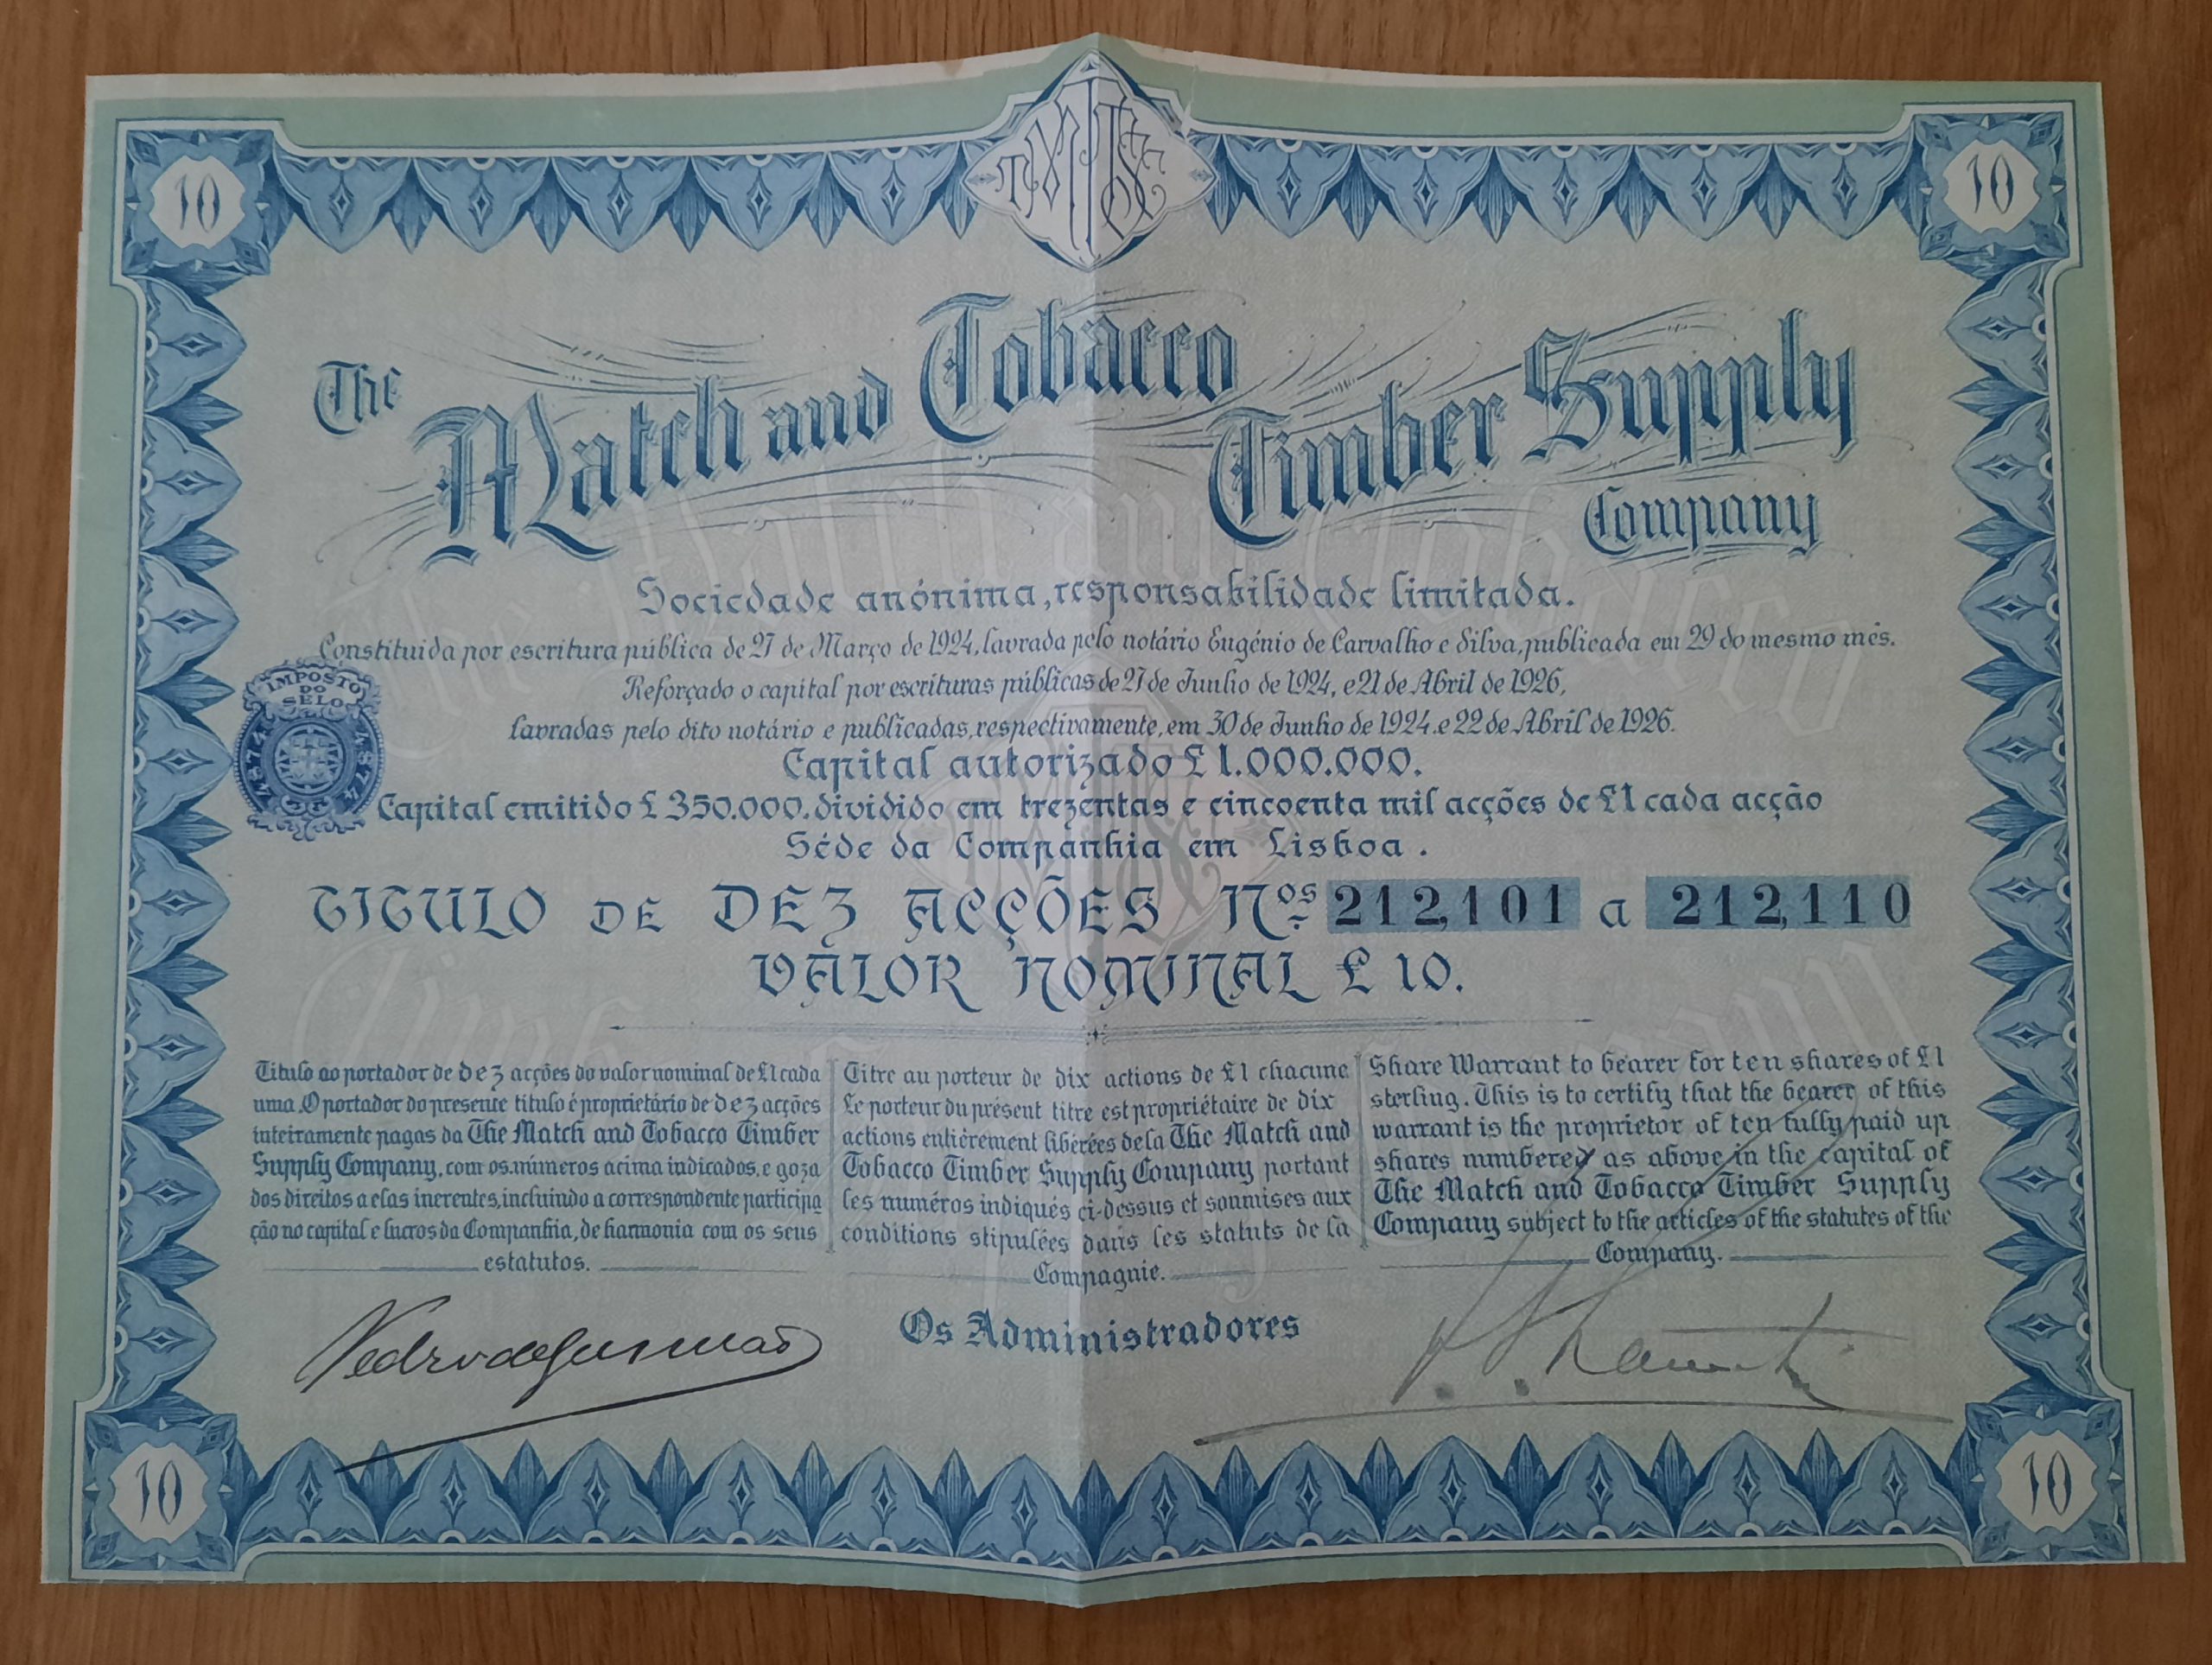 10
10
The
Match and Tobacco
Timber Supply
Company
Sociedade anónima, responsabilidade limitada.
Constituida por escritura pública de 27 de Março de 1924, lavrada pelo notário Eugénio de Carvalho e Silva, publicada em 29 do mesmo mês.
Reforçado o capital por escrituras públicas de 27 de Junho de 1924, e 21 de Abril de 1926,
lavradas pelo dito notário e publicadas, respectivamente, em 30 de Junho de 1924 e 22 de Abril de 1926.
IMPOSTO
DO
SELO
Capital autorizado £ 1.000.000.
Capital emitido £ 350.000. dividido em trezentas e cincoenta mil acções de £1 cada acção
Séde da Companhia em Lisboa.
TITULO DE DEZ ACÇÕES Nos 212,101 a 212,110
VALOR NOMINAL £ 10.
Titulo ao portador de dez acções do valor nominal de £1 cada
uma. O portador do presente titulo é proprietário de dez acções
inteiramente pagas da The Match and Tobacco Timber
Supply Company, com os números acima indicados, e goza
dos direitos a elas inerentes, incluindo a correspondente participa
ção no capital e lucros da Companhia, de harmonia com os seus
estatutos.
Titre au porteur de dix actions de £1 chacune
Le porteur du présent titre est propriétaire de dix
actions entièrement libérées de la The Match and
Tobacco Timber Supply Company portant
les numéros indiqués ci-dessus et soumises aux
conditions stipulées dans les statuts de la
Compagnie.
Share Warrant to bearer for ten shares of £1
sterling. This is to certify that the bearer of this
warrant is the proprietor of ten fully paid up
shares numbered as above in the capital of
The Match and Tobacco Timber Supply
Company subject to the articles of the statutes of the
Company.
Os Administradores
Pedro de Gusmão
10
10